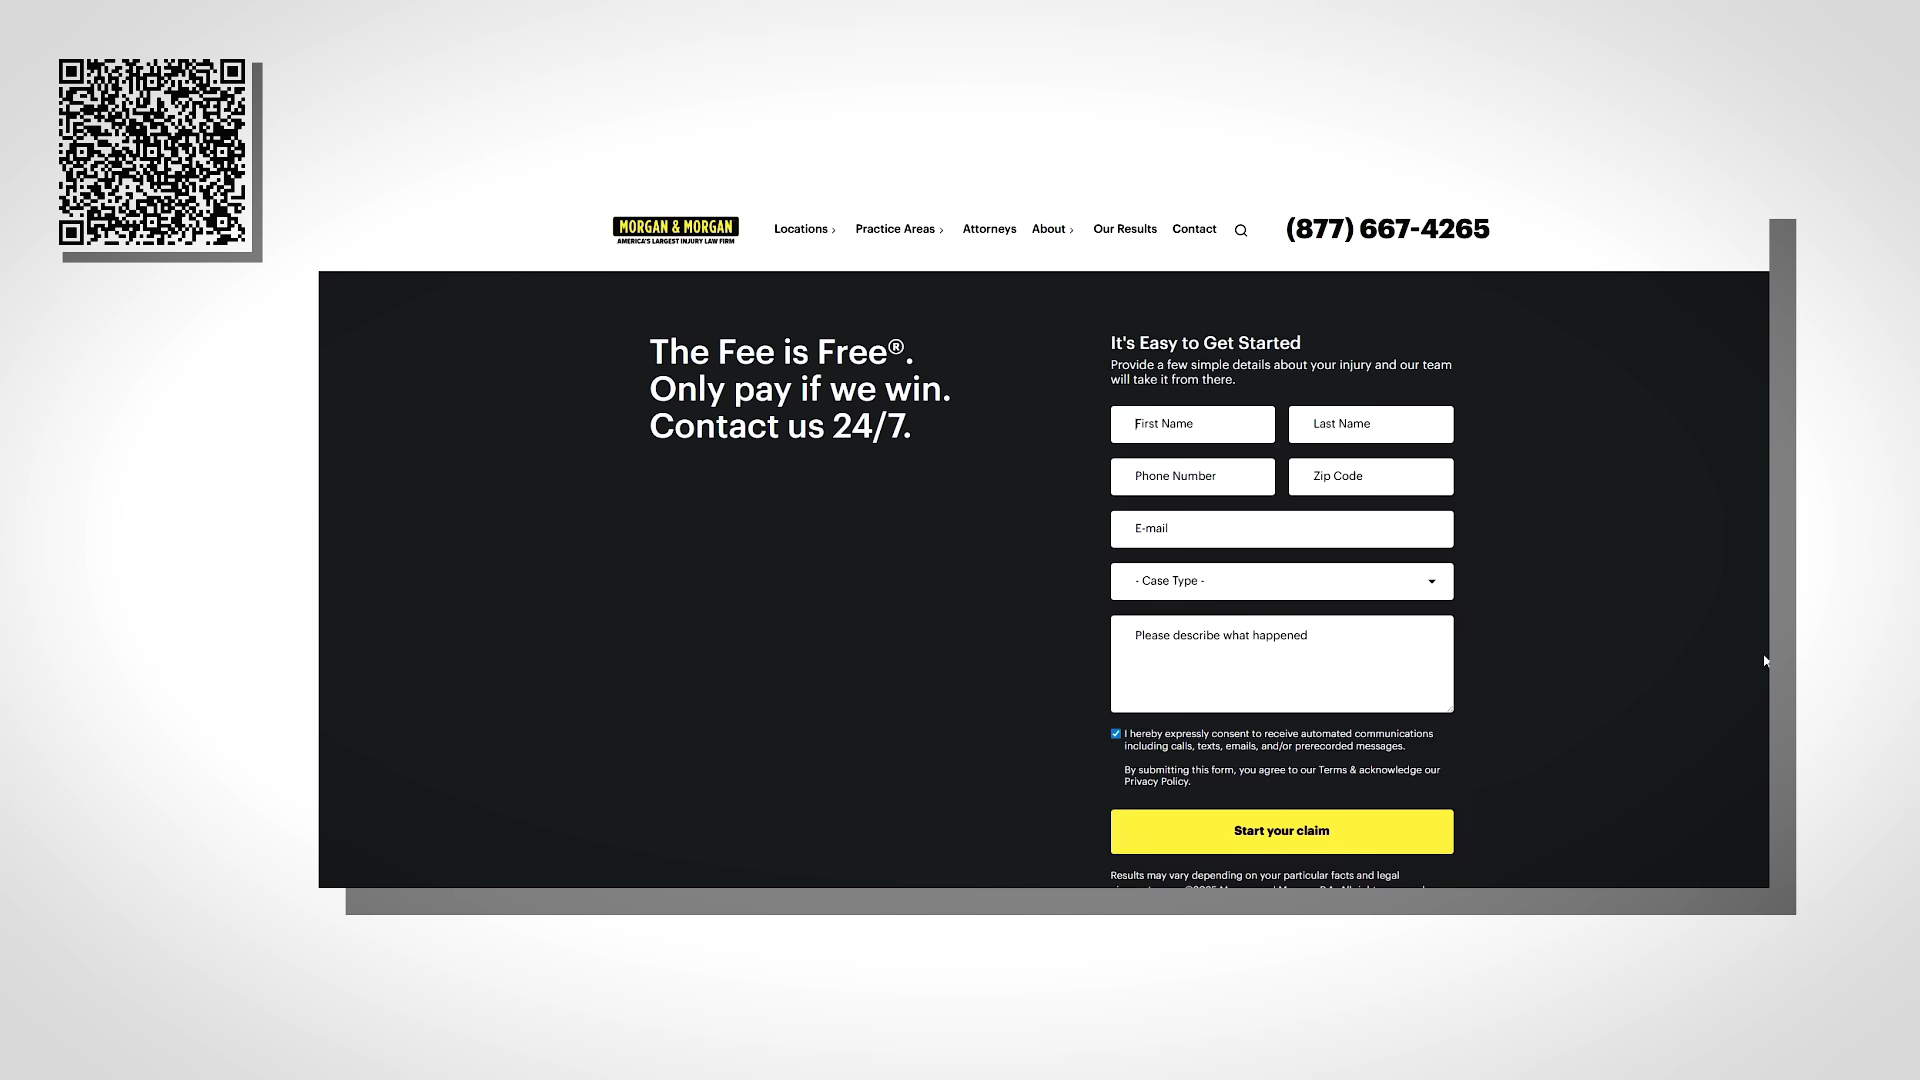 MORGAN & MORGAN
AMERICA'S LARGEST INJURY LAW FIRM
Locations
Practice Areas
Attorneys
About
Our Results
Contact
(877) 667-4265
The Fee is Free®.
Only pay if we win.
Contact us 24/7.
It's Easy to Get Started
Provide a few simple details about your injury and our team
will take it from there.
First Name
Last Name
Phone Number
Zip Code
E-mail
- Case Type -
Please describe what happened
I hereby expressly consent to receive automated communications
including calls, texts, emails, and/or prerecorded messages.
By submitting this form, you agree to our Terms & acknowledge our
Privacy Policy.
Start your claim
Results may vary depending on your particular facts and legal